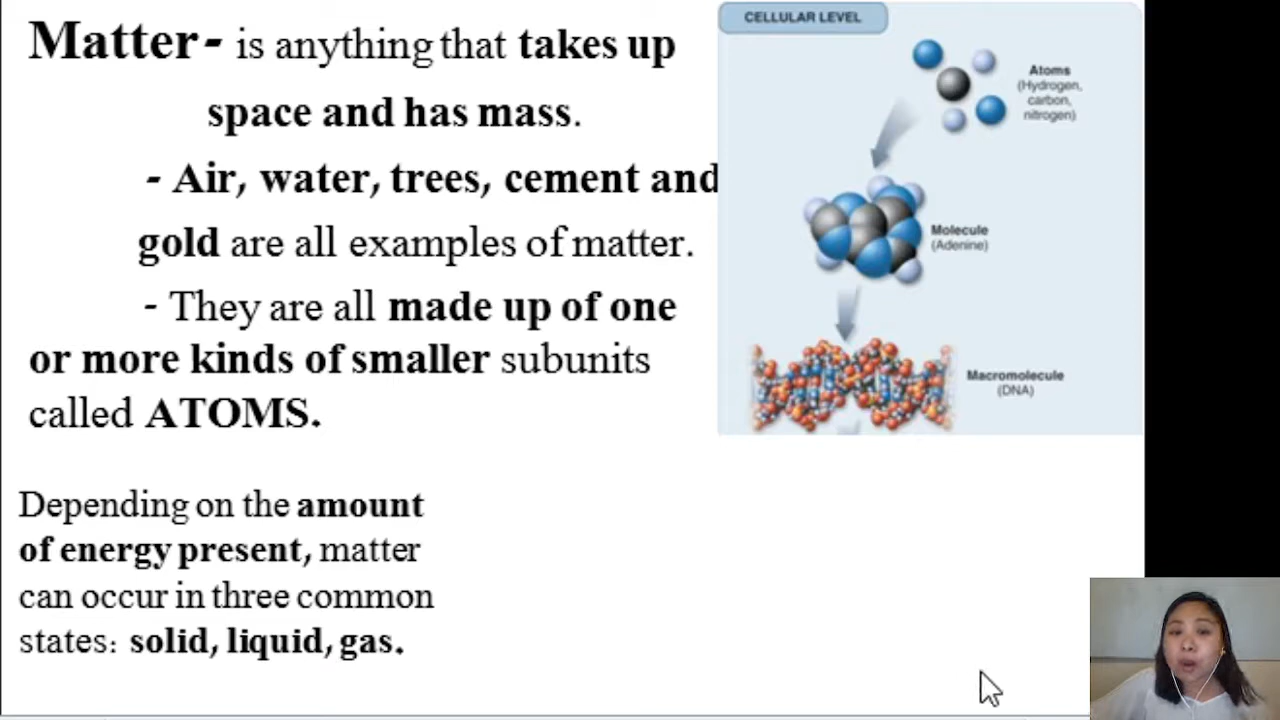 Matter- is anything that takes up
space and has mass.
- Air, water, trees, cement and
gold are all examples of matter.
- They are all made up of one
or more kinds of smaller subunits
called ATOMS.
Depending on the amount
of energy present, matter
can occur in three common
states: solid, liquid, gas.
CELLULAR LEVEL
Atoms
(Hydrogen,
carbon,
nitrogen)
Molecule
(Adenine)
Macromolecule
(DNA)